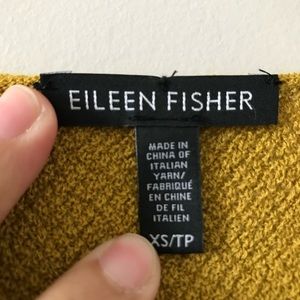 EILEEN FISHER
MADE IN
CHINA OF
ITALIAN
YARN/
FABRIQUÉ
EN CHINE
DE FIL
ITALIEN
XS/TP